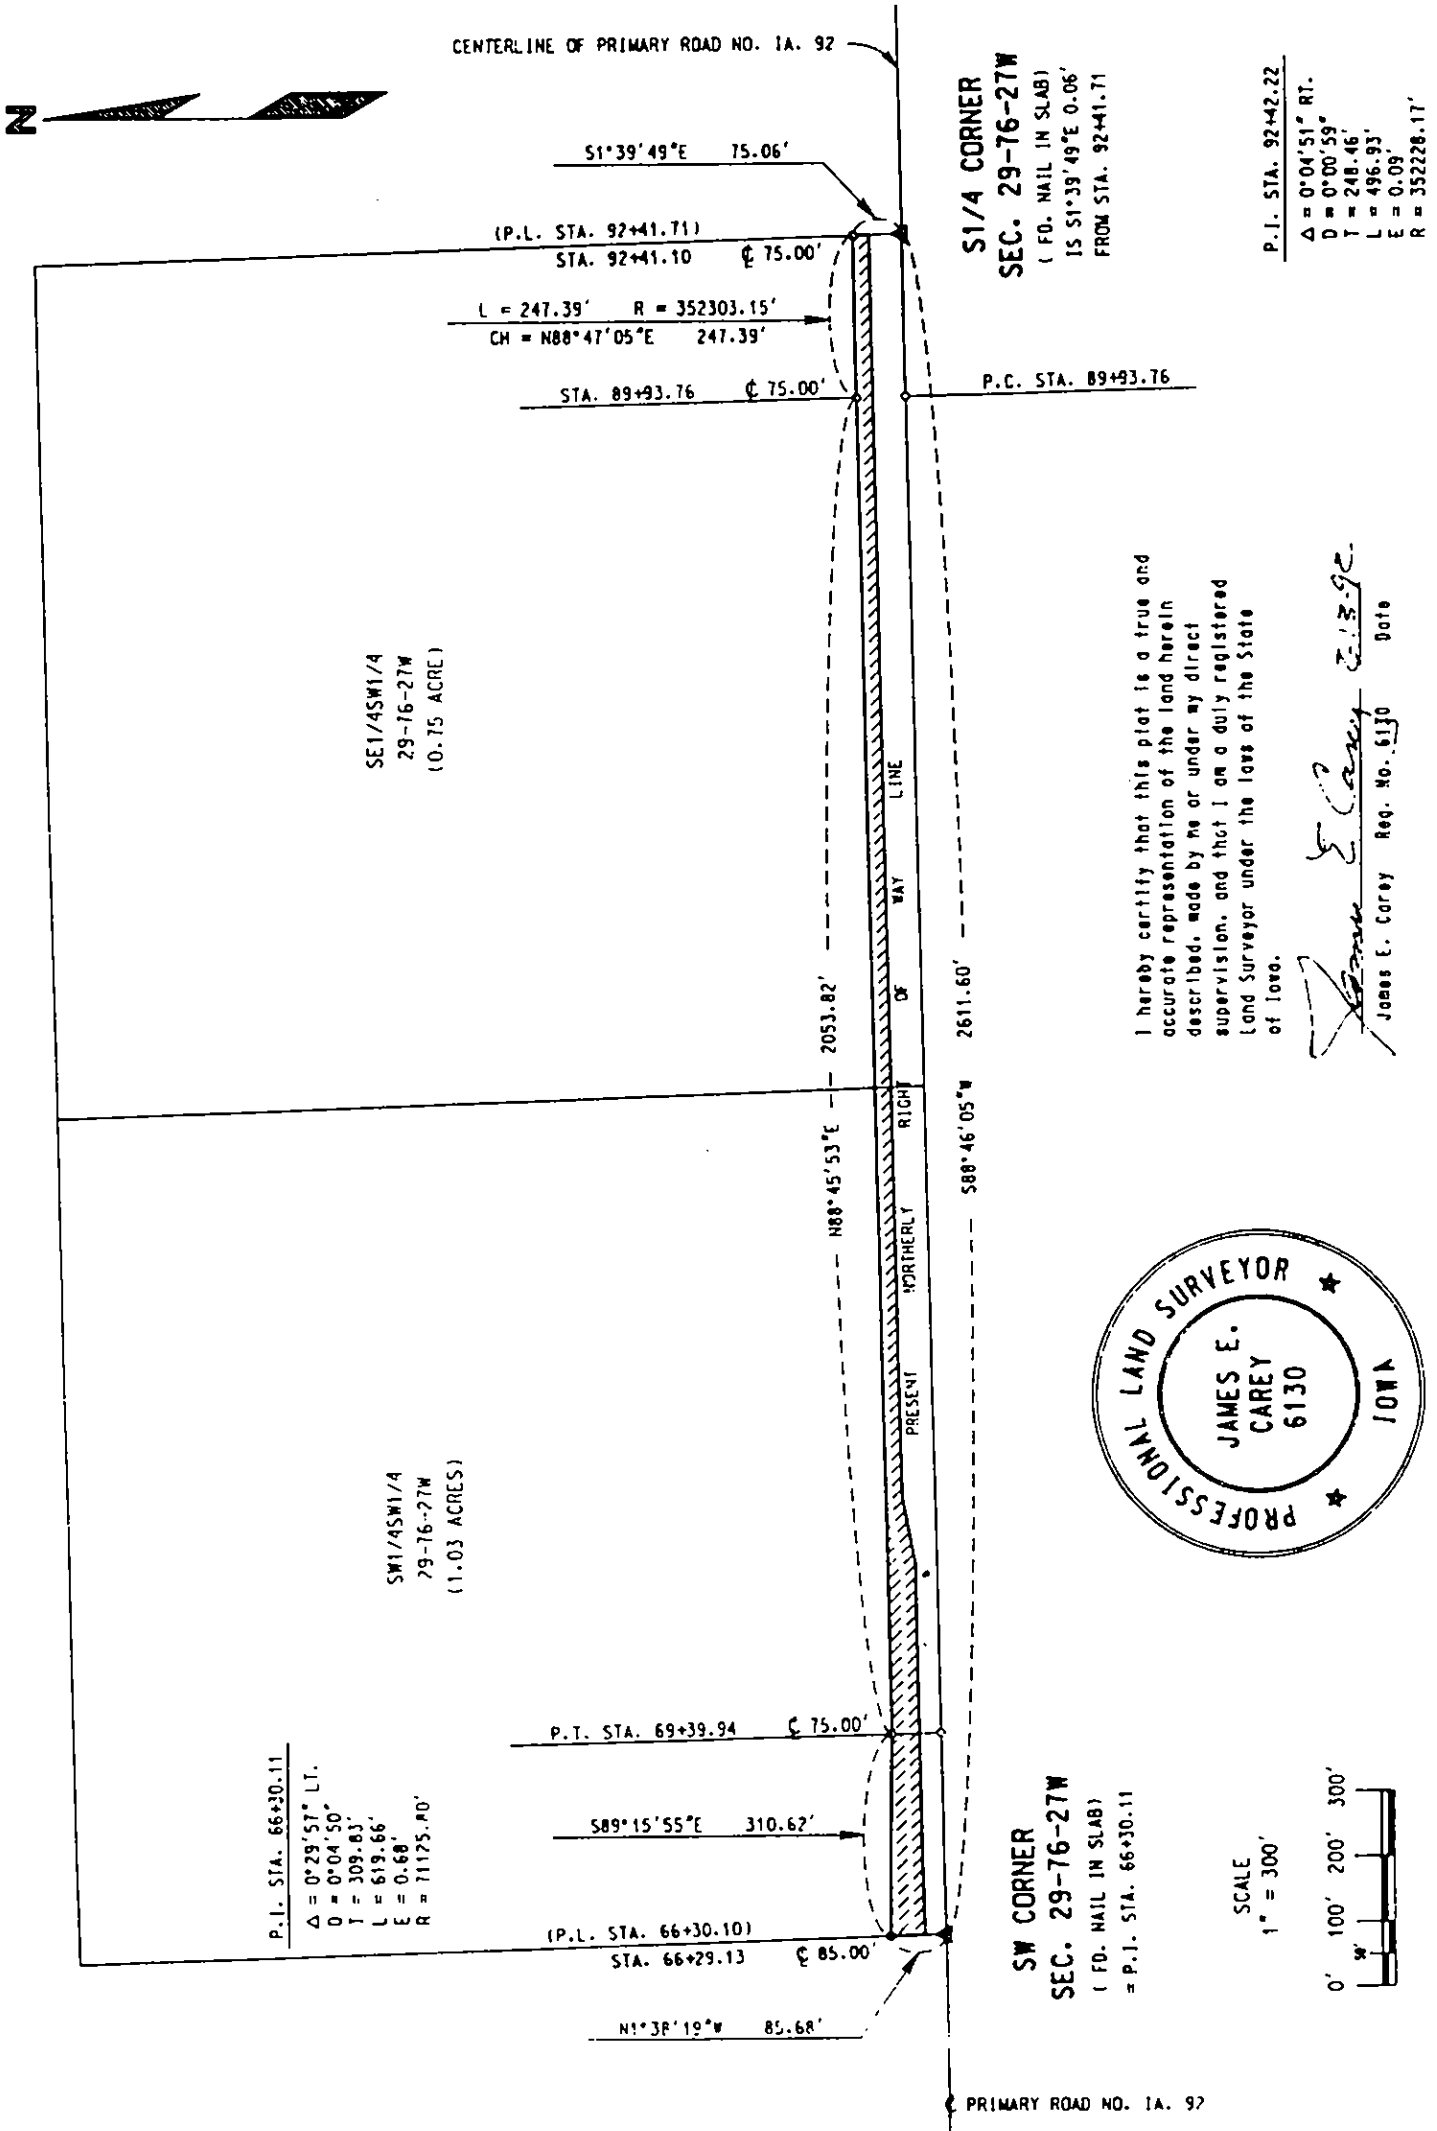 N
CENTERLINE OF PRIMARY ROAD NO. IA. 92
S1°39'49"E 75.06'
(P.L. STA. 92+41.71)
STA. 92+41.10 ℄ 75.00'
L = 247.39' R = 352303.15'
CH = N88°47'05"E 247.39'
STA. 89+93.76 ℄ 75.00'
P.C. STA. 89+93.76
S1/4 CORNER
SEC. 29-76-27W
( FD. NAIL IN SLAB)
IS S1°39'49"E 0.06'
FROM STA. 92+41.71
P.I. STA. 92+42.22
Δ = 0°04'51" RT.
D = 0°00'59"
T = 248.46'
L = 496.93'
E = 0.09'
R = 352228.17'
SE1/4SW1/4
29-76-27W
(0.75 ACRE)
N88°45'53"E 2053.82'
PRESENT NORTHERLY RIGHT OF WAY LINE
S88°46'05"W 2611.60'
I hereby certify that this plat is a true and
accurate representation of the land herein
described, made by me or under my direct
supervision, and that I am a duly registered
Land Surveyor under the laws of the State
of Iowa.
James E. Carey
James E. Carey Reg. No. 6130 Date
PROFESSIONAL LAND SURVEYOR
JAMES E.
CAREY
6130
IOWA
SW1/4SW1/4
29-76-27W
(1.03 ACRES)
P.I. STA. 66+30.11
Δ = 0°29'57" LT.
D = 0°04'50"
T = 309.83'
L = 619.66'
E = 0.68'
R = 71125.80'
P.T. STA. 69+39.94 ℄ 75.00'
S89°15'55"E 310.62'
(P.L. STA. 66+30.10)
STA. 66+29.13 ℄ 85.00'
N1°38'19"W 85.68'
SW CORNER
SEC. 29-76-27W
( FD. NAIL IN SLAB)
= P.I. STA. 66+30.11
SCALE
1" = 300'
0' 50' 100' 200' 300'
℄ PRIMARY ROAD NO. IA. 92